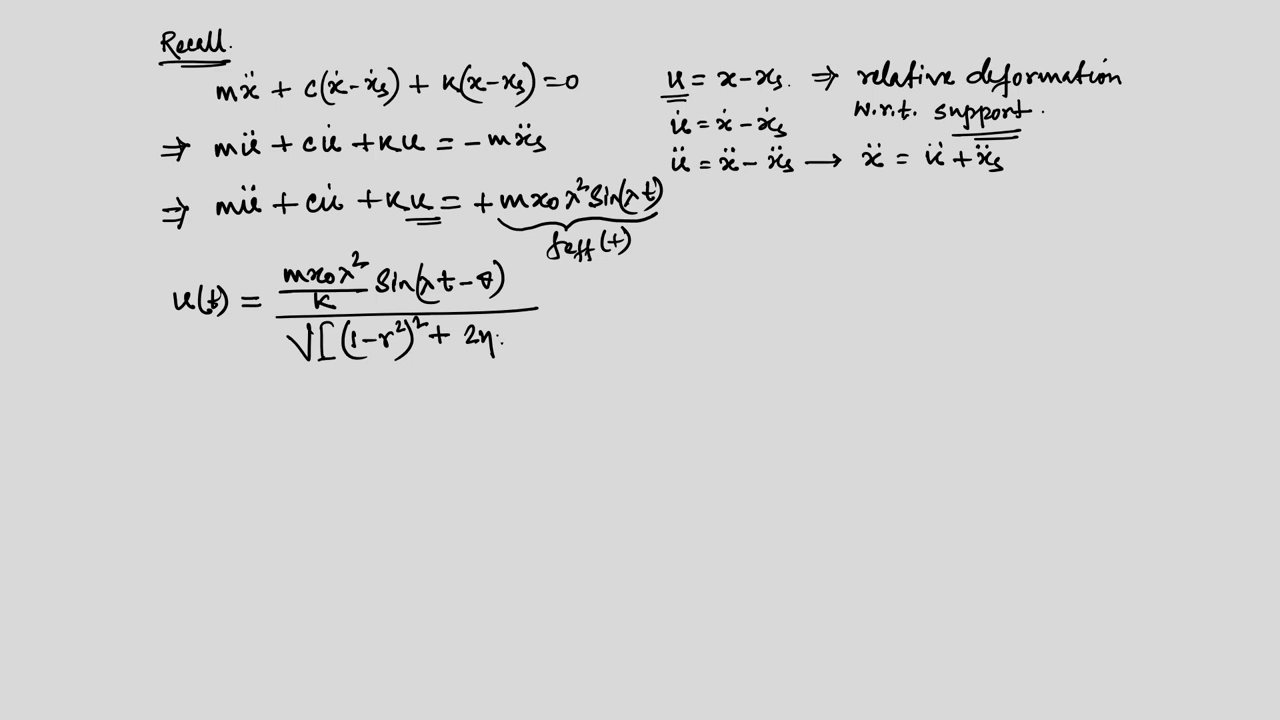 Recall.
mẍ + c(ẋ-ẋs) + k(x-xs) = 0
⇒ mü + cu̇ + ku = -mẍs
⇒ mü + cu̇ + ku = + mx₀λ² Sin(λt)
feff(t)
u(t) = mx₀λ²/k Sin(λt-θ) / √[(1-r²)² + 2η
u = x-xs. ⇒ relative deformation
w.r.t. support.
u̇ = ẋ-ẋs
ü = ẍ-ẍs → ẍ = ü + ẍs